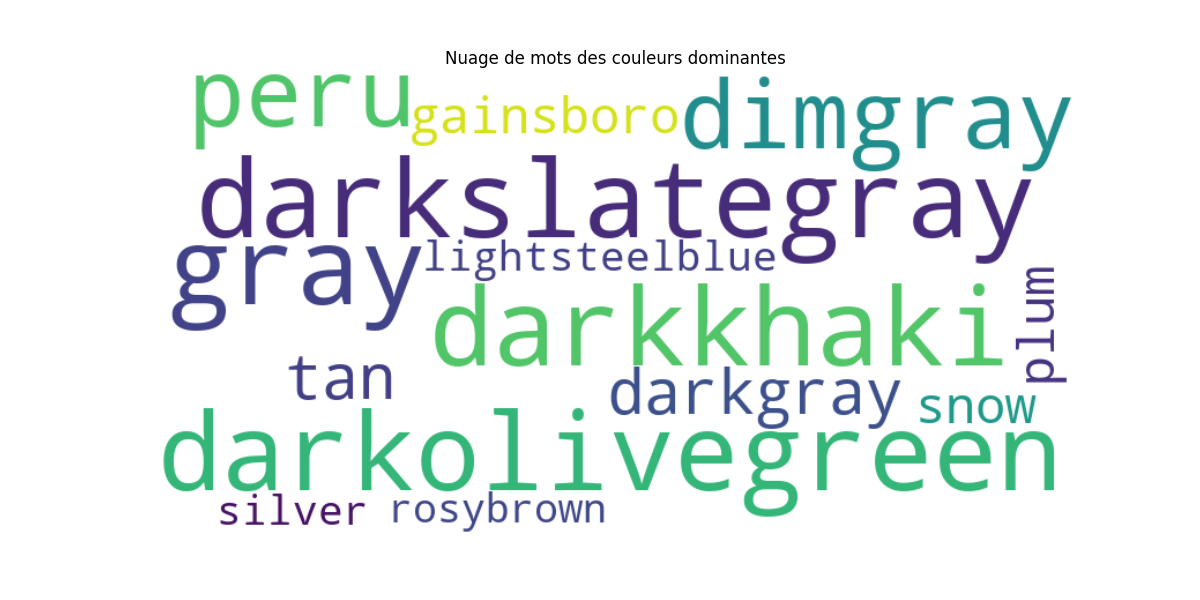 Nuage de mots des couleurs dominantes
peru gainsboro dimgray
darkslategray
gray lightsteelblue
darkkhaki plum
tan darkgray snow
darkolivegreen
silver rosybrown